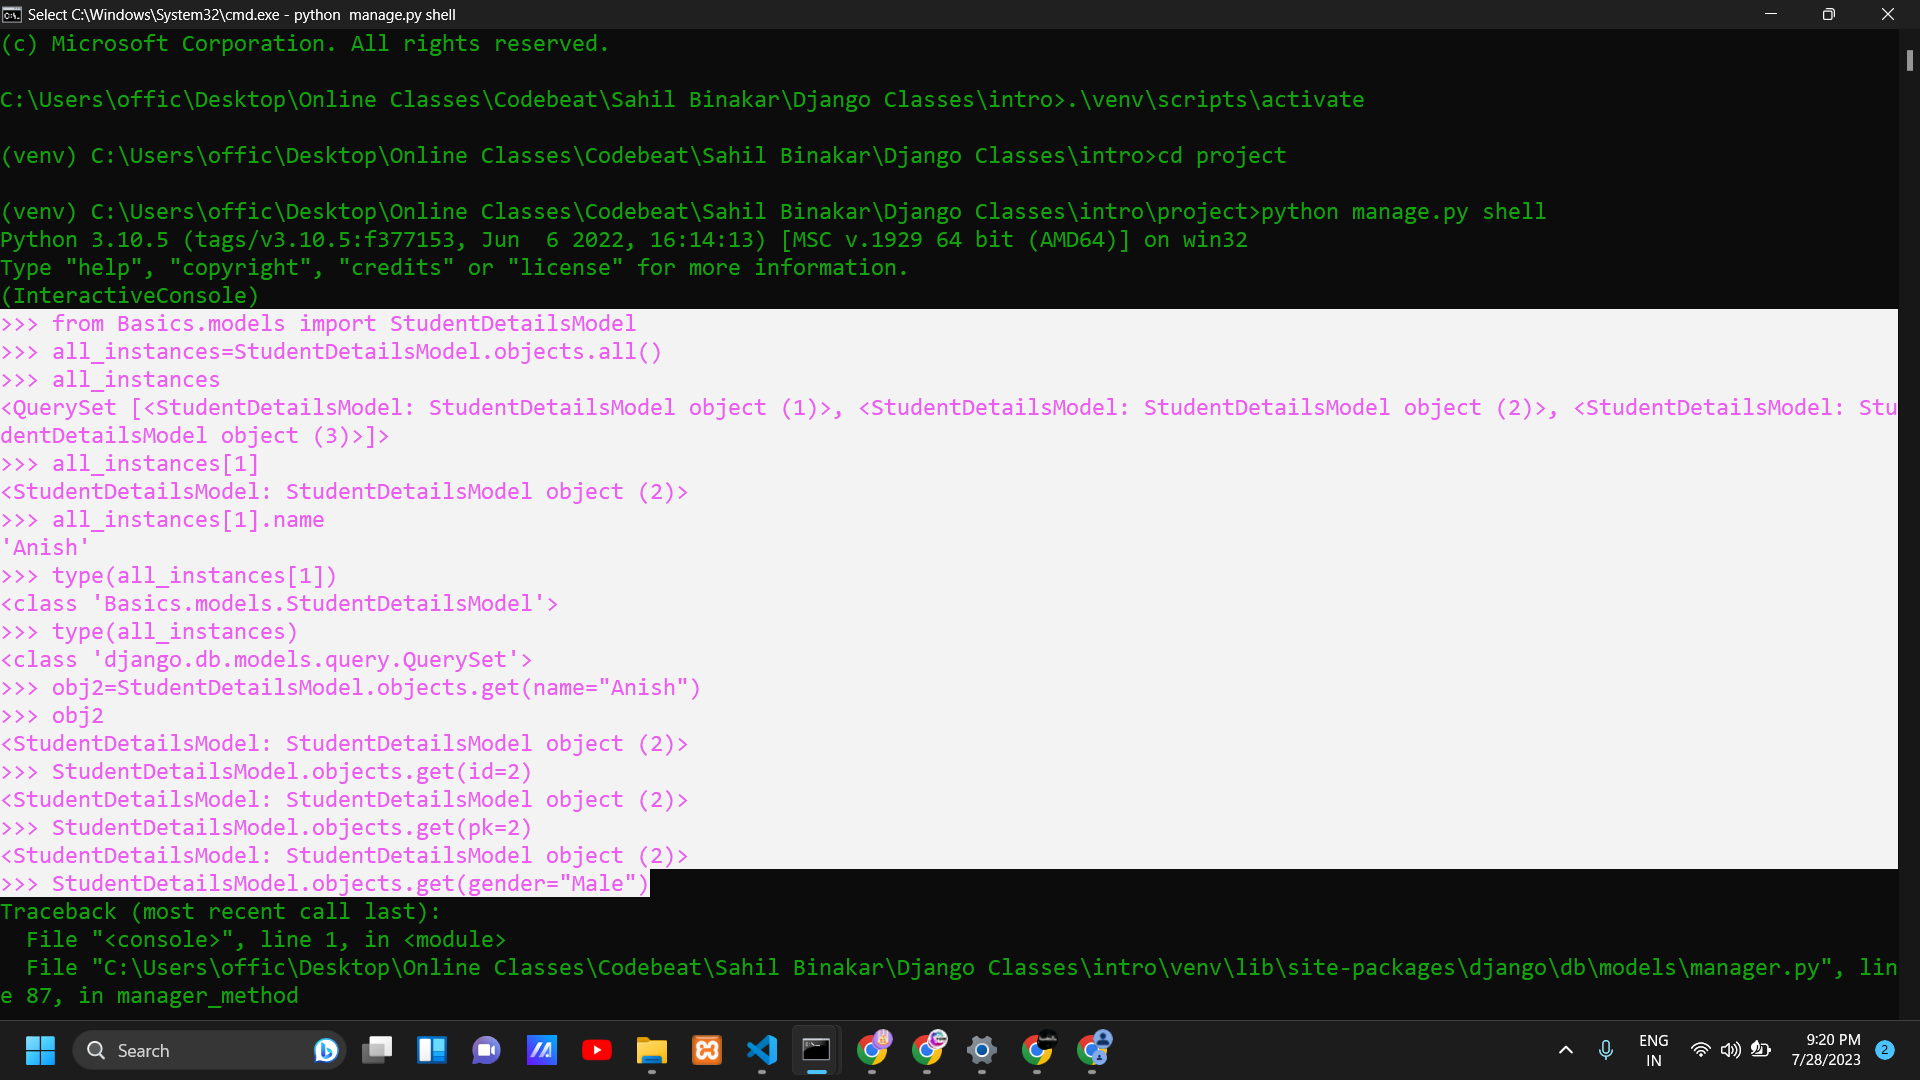 Select C:\Windows\System32\cmd.exe - python  manage.py shell
(c) Microsoft Corporation. All rights reserved.
C:\Users\offic\Desktop\Online Classes\Codebeat\Sahil Binakar\Django Classes\intro>.\venv\scripts\activate
(venv) C:\Users\offic\Desktop\Online Classes\Codebeat\Sahil Binakar\Django Classes\intro>cd project
(venv) C:\Users\offic\Desktop\Online Classes\Codebeat\Sahil Binakar\Django Classes\intro\project>python manage.py shell
Python 3.10.5 (tags/v3.10.5:f377153, Jun  6 2022, 16:14:13) [MSC v.1929 64 bit (AMD64)] on win32
Type "help", "copyright", "credits" or "license" for more information.
(InteractiveConsole)
>>> from Basics.models import StudentDetailsModel
>>> all_instances=StudentDetailsModel.objects.all()
>>> all_instances
<QuerySet [<StudentDetailsModel: StudentDetailsModel object (1)>, <StudentDetailsModel: StudentDetailsModel object (2)>, <StudentDetailsModel: Stu
dentDetailsModel object (3)>]>
>>> all_instances[1]
<StudentDetailsModel: StudentDetailsModel object (2)>
>>> all_instances[1].name
'Anish'
>>> type(all_instances[1])
<class 'Basics.models.StudentDetailsModel'>
>>> type(all_instances)
<class 'django.db.models.query.QuerySet'>
>>> obj2=StudentDetailsModel.objects.get(name="Anish")
>>> obj2
<StudentDetailsModel: StudentDetailsModel object (2)>
>>> StudentDetailsModel.objects.get(id=2)
<StudentDetailsModel: StudentDetailsModel object (2)>
>>> StudentDetailsModel.objects.get(pk=2)
<StudentDetailsModel: StudentDetailsModel object (2)>
>>> StudentDetailsModel.objects.get(gender="Male")
Traceback (most recent call last):
  File "<console>", line 1, in <module>
  File "C:\Users\offic\Desktop\Online Classes\Codebeat\Sahil Binakar\Django Classes\intro\venv\lib\site-packages\django\db\models\manager.py", lin
e 87, in manager_method
Search
ENG
IN
9:20 PM
7/28/2023
2